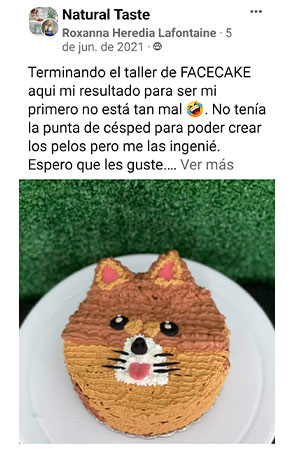 Natural Taste
Roxanna Heredia Lafontaine · 5
de jun. de 2021 ·
Terminando el taller de FACECAKE
aqui mi resultado para ser mi
primero no está tan mal 🤣. No tenía
la punta de césped para poder crear
los pelos pero me las ingenié.
Espero que les guste.... Ver más